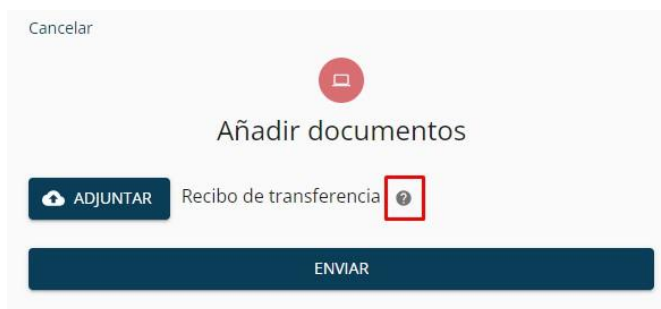 Cancelar
Añadir documentos
ADJUNTAR Recibo de transferencia ?
ENVIAR